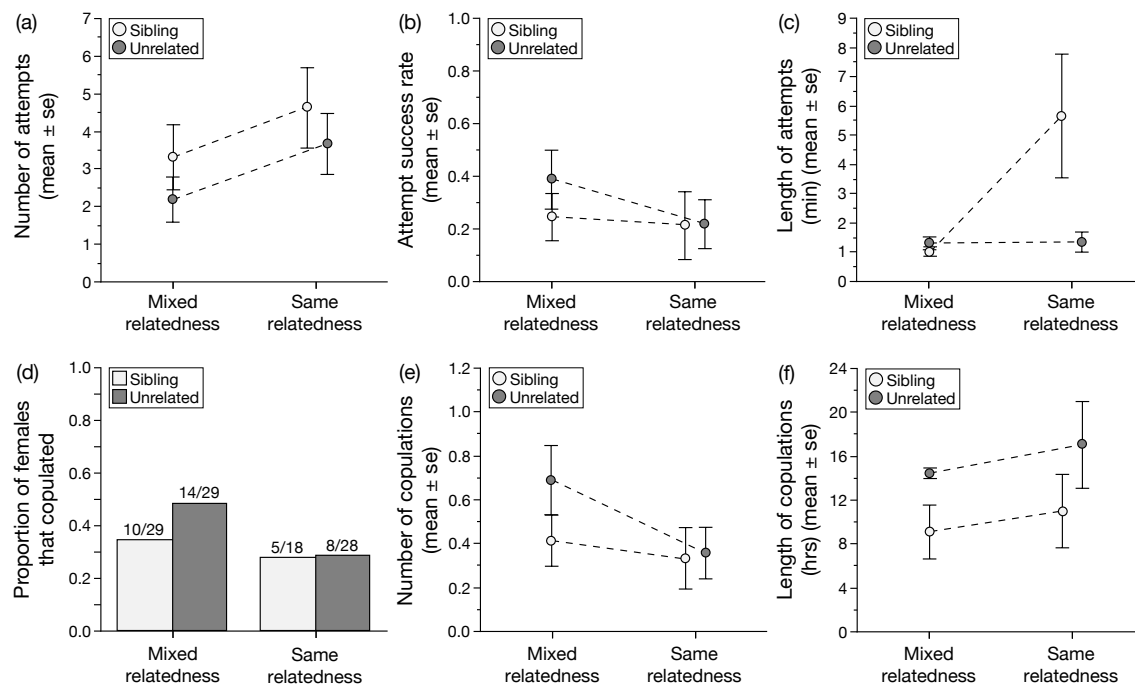 (a)
Number of attempts
(mean ± se)
7
6
5
4
3
2
1
0
Sibling
Unrelated
Mixed
relatedness
Same
relatedness
(b)
Attempt success rate
(mean ± se)
1.0
0.8
0.6
0.4
0.2
0.0
Sibling
Unrelated
Mixed
relatedness
Same
relatedness
(c)
Length of attempts
(min) (mean ± se)
9
8
7
6
5
4
3
2
1
0
Sibling
Unrelated
Mixed
relatedness
Same
relatedness
(d)
Proportion of females
that copulated
1.0
0.8
0.6
0.4
0.2
0.0
Sibling
Unrelated
10/29
14/29
5/18
8/28
Mixed
relatedness
Same
relatedness
(e)
Number of copulations
(mean ± se)
1.2
1.0
0.8
0.6
0.4
0.2
0.0
Sibling
Unrelated
Mixed
relatedness
Same
relatedness
(f)
Length of copulations
(hrs) (mean ± se)
24
20
16
12
8
4
0
Sibling
Unrelated
Mixed
relatedness
Same
relatedness